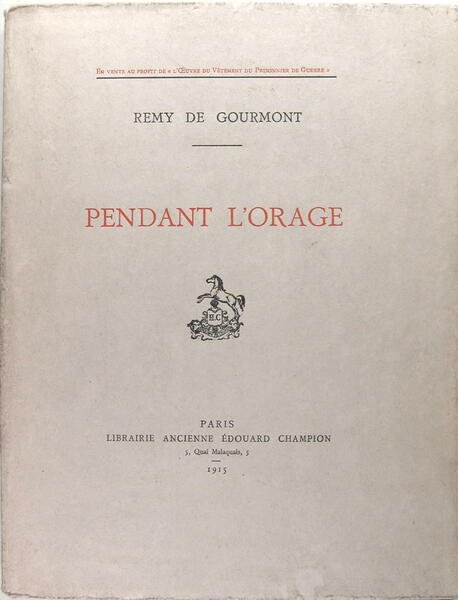 En vente au profit de « l'Œuvre du Vêtement du Prisonnier de Guerre »
REMY DE GOURMONT
PENDANT L'ORAGE
H.C
PARIS
LIBRAIRIE ANCIENNE ÉDOUARD CHAMPION
5, Quai Malaquais, 5
1915